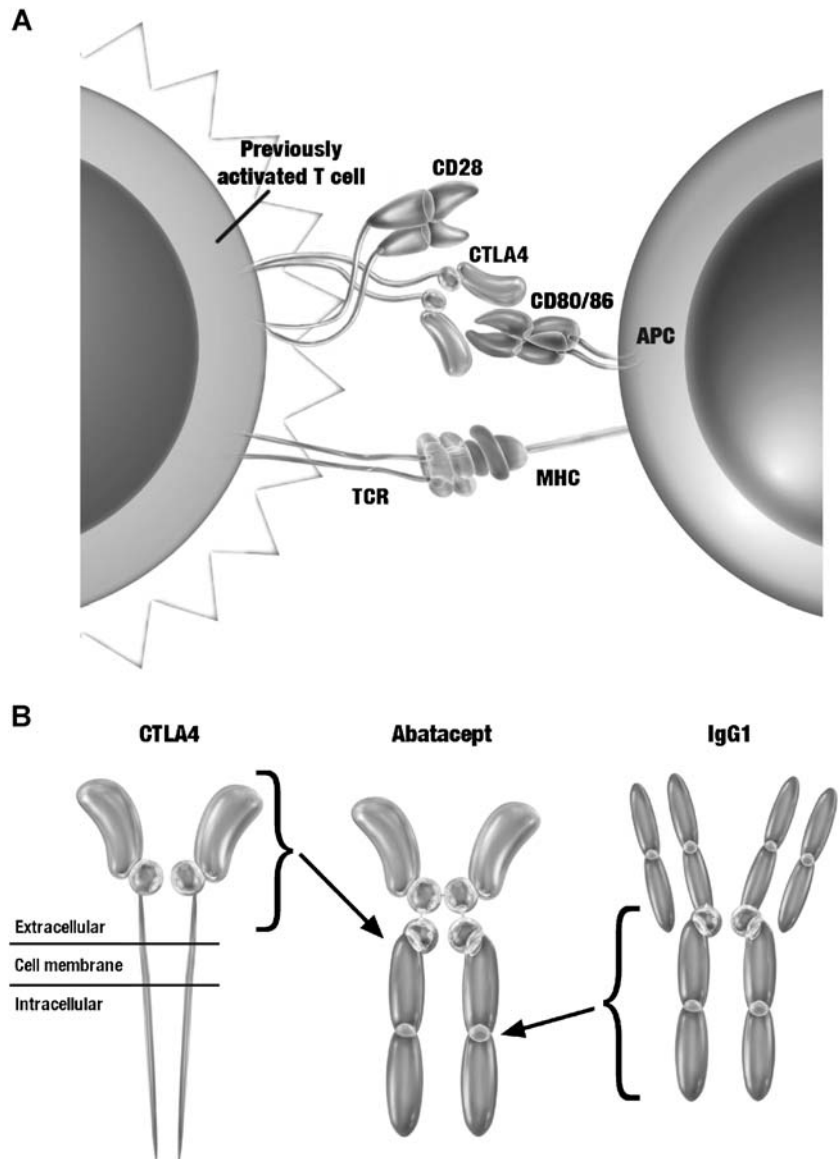 A
Previously
activated T cell
CD28
CTLA4
CD80/86
APC
TCR
MHC
B
CTLA4
Abatacept
IgG1
Extracellular
Cell membrane
Intracellular